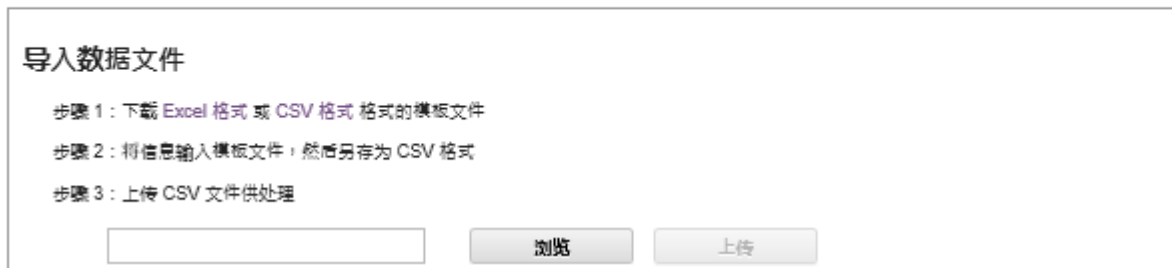 导入数据文件
步骤 1：下载 Excel 格式 或 CSV 格式 格式的模板文件
步骤 2：将信息输入模板文件，然后另存为 CSV 格式
步骤 3：上传 CSV 文件供处理
浏览 上传